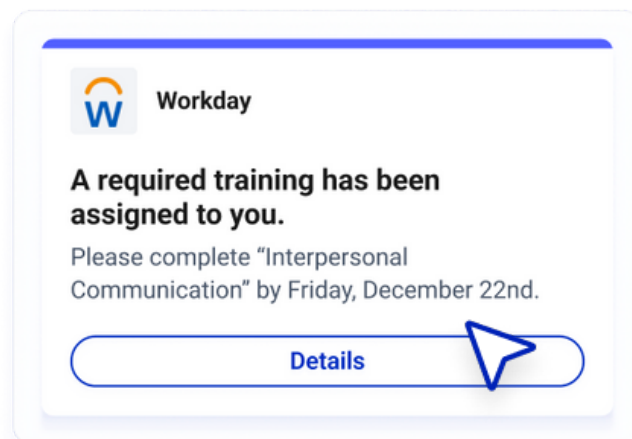 W
Workday
A required training has been
assigned to you.
Please complete “Interpersonal
Communication” by Friday, December 22nd.
Details